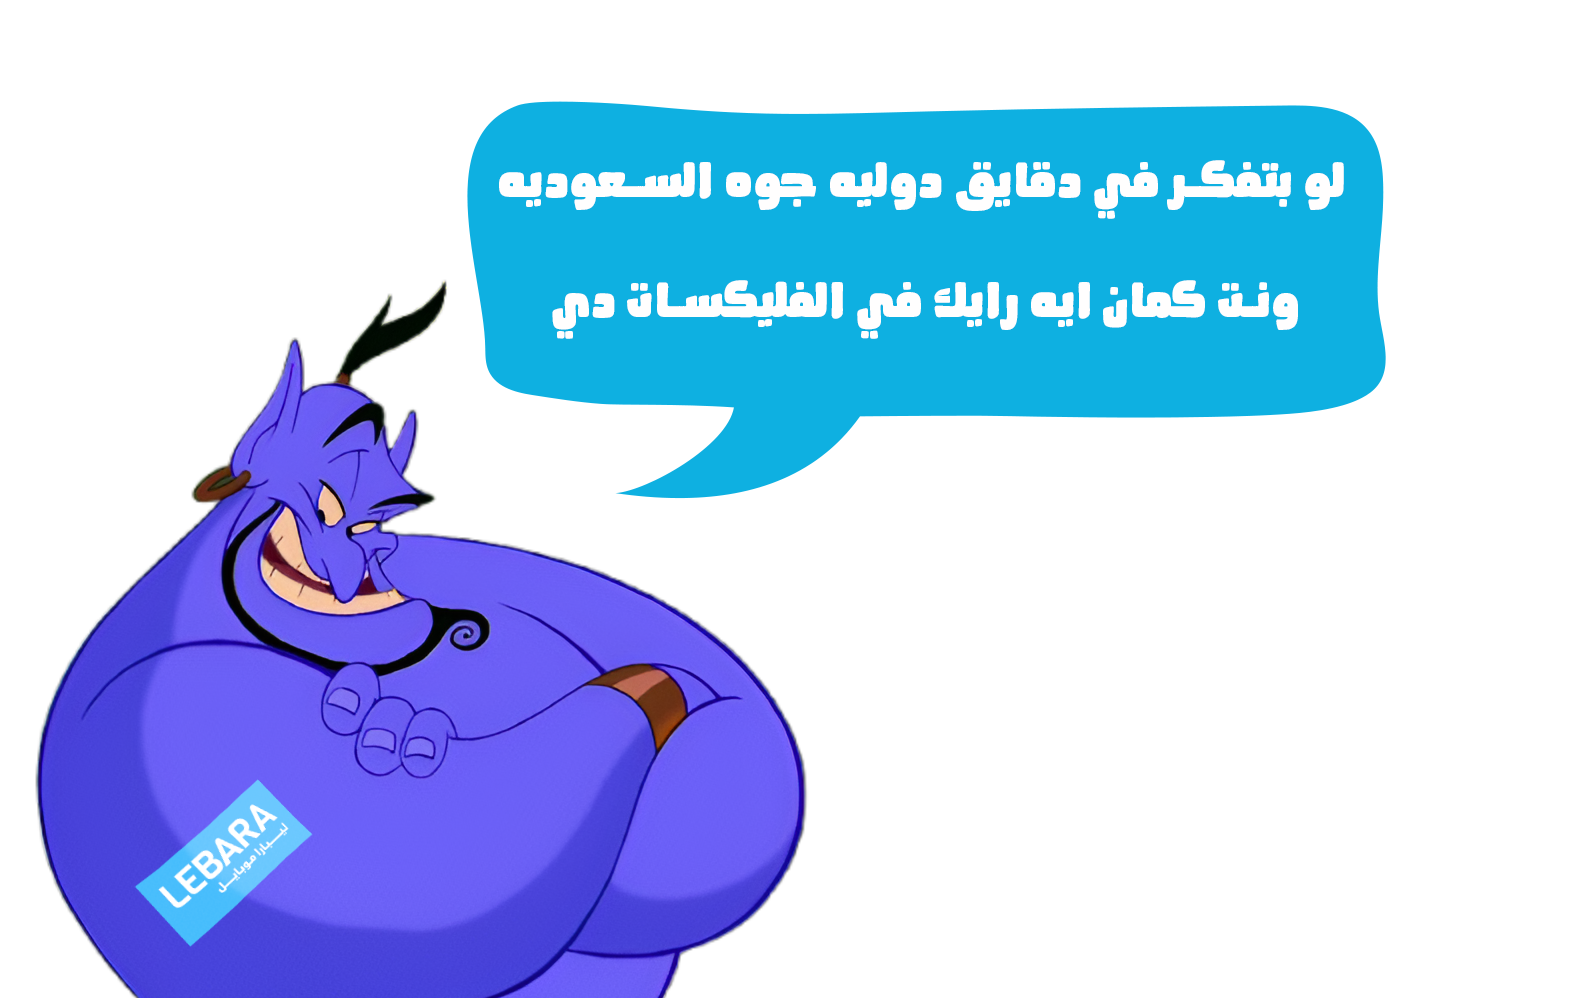 لو بتفكر في دقايق دوليه جوه السعوديه
ونت كمان ايه رايك في الفليكسات دي
LEBARA
ليبارا موبايل